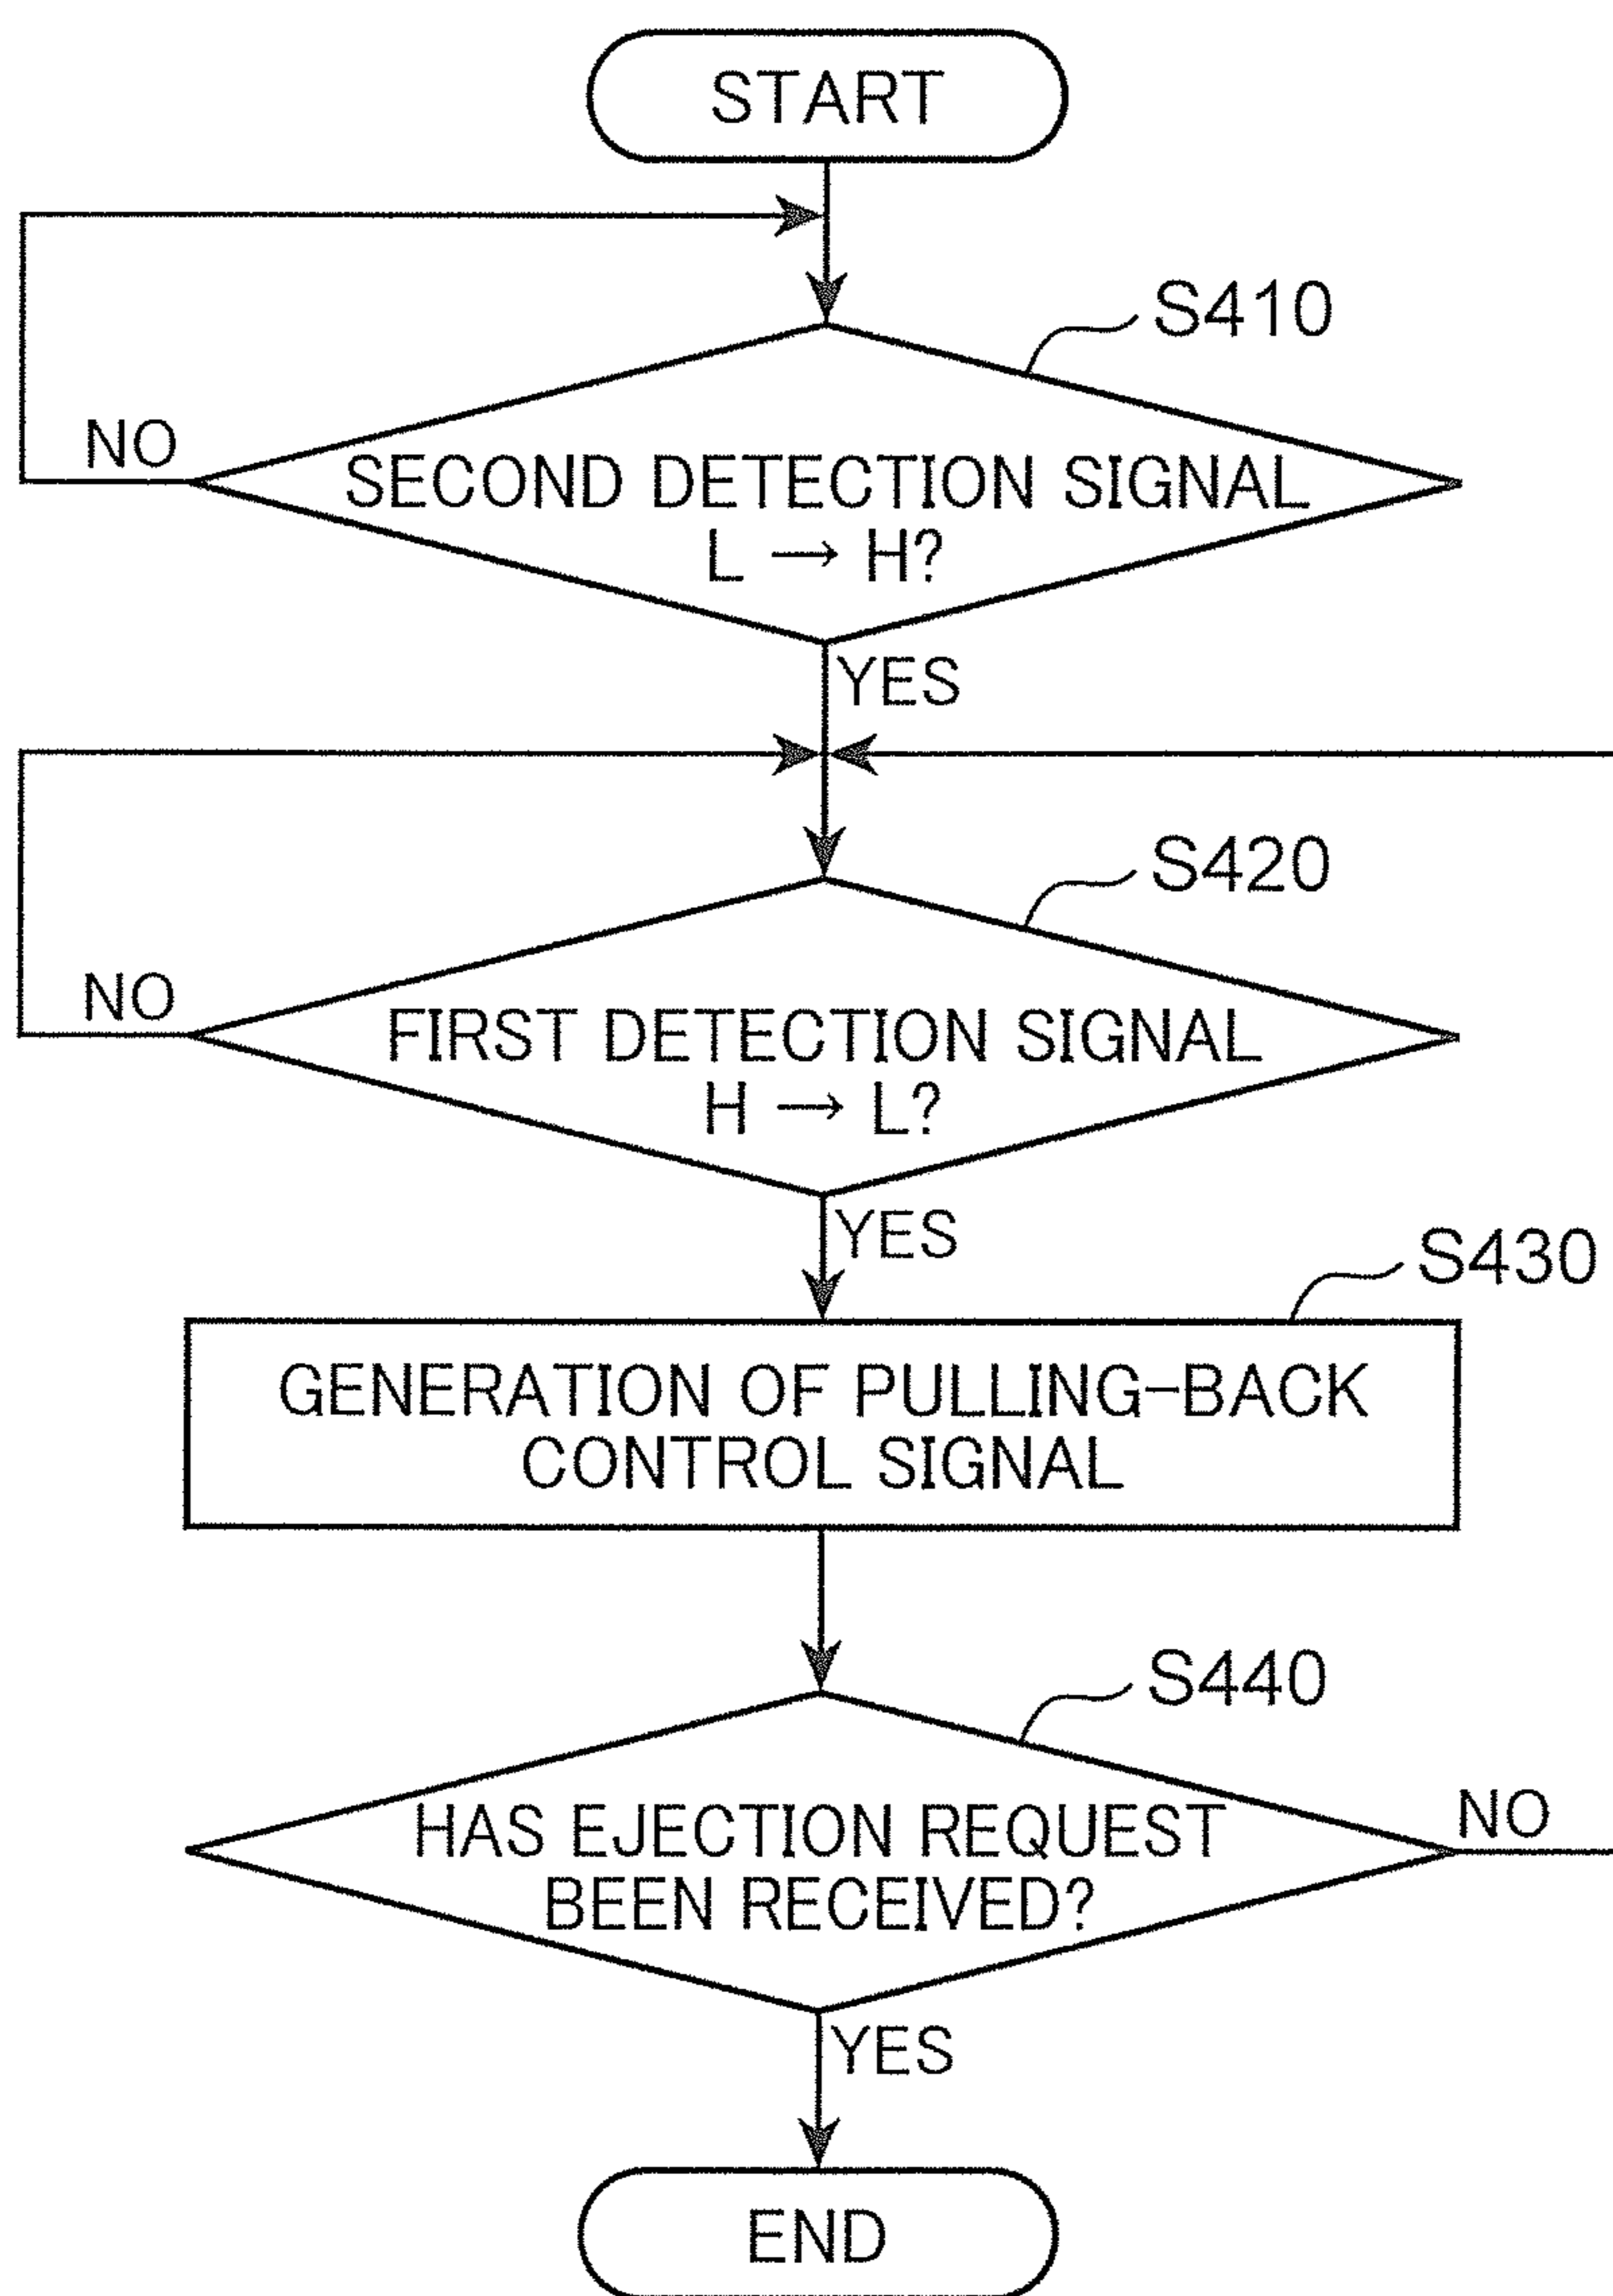 START
S410
NO
SECOND DETECTION SIGNAL
L → H?
YES
S420
NO
FIRST DETECTION SIGNAL
H → L?
YES
S430
GENERATION OF PULLING-BACK
CONTROL SIGNAL
S440
NO
HAS EJECTION REQUEST
BEEN RECEIVED?
YES
END